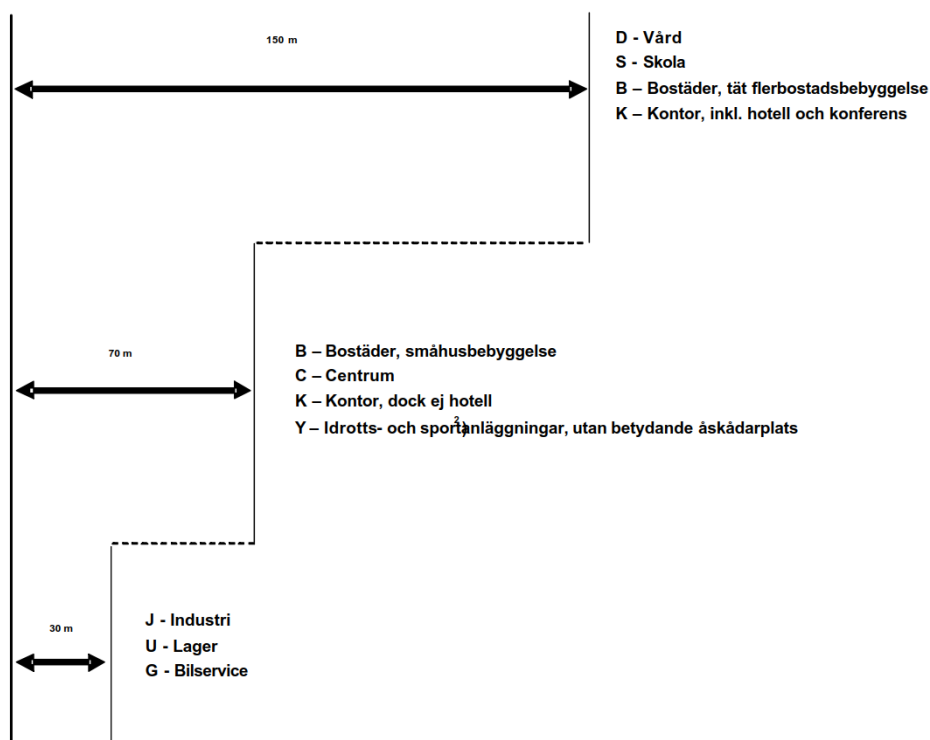 150 m
D - Vård
S - Skola
B – Bostäder, tät flerbostadsbebyggelse
K – Kontor, inkl. hotell och konferens
70 m
B – Bostäder, småhusbebyggelse
C – Centrum
K – Kontor, dock ej hotell
Y – Idrotts- och sportanläggningar, utan betydande åskådarplats
2)
30 m
J - Industri
U - Lager
G - Bilservice